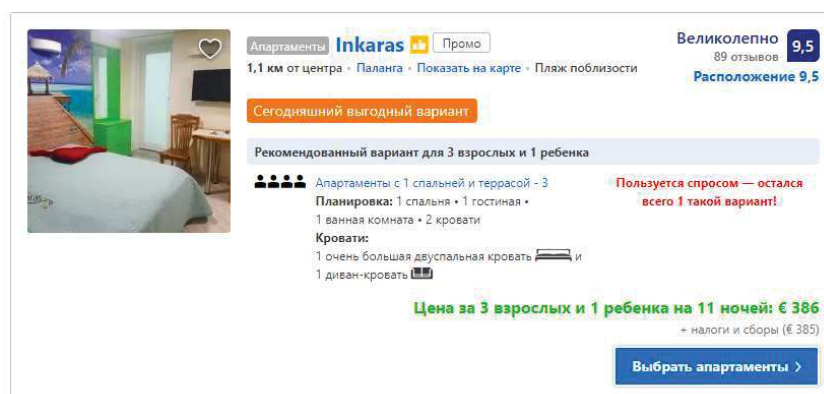 Апартаменты Inkaras Промо
Великолепно 9,5
89 отзывов
1,1 км от центра • Паланга • Показать на карте • Пляж поблизости
Расположение 9,5
Сегодняшний выгодный вариант
Рекомендованный вариант для 3 взрослых и 1 ребенка
Апартаменты с 1 спальней и террасой - 3
Пользуется спросом — остался
всего 1 такой вариант!
Планировка: 1 спальня • 1 гостиная •
1 ванная комната • 2 кровати
Кровати:
1 очень большая двуспальная кровать и
1 диван-кровать
Цена за 3 взрослых и 1 ребенка на 11 ночей: € 386
+ налоги и сборы (€ 385)
Выбрать апартаменты